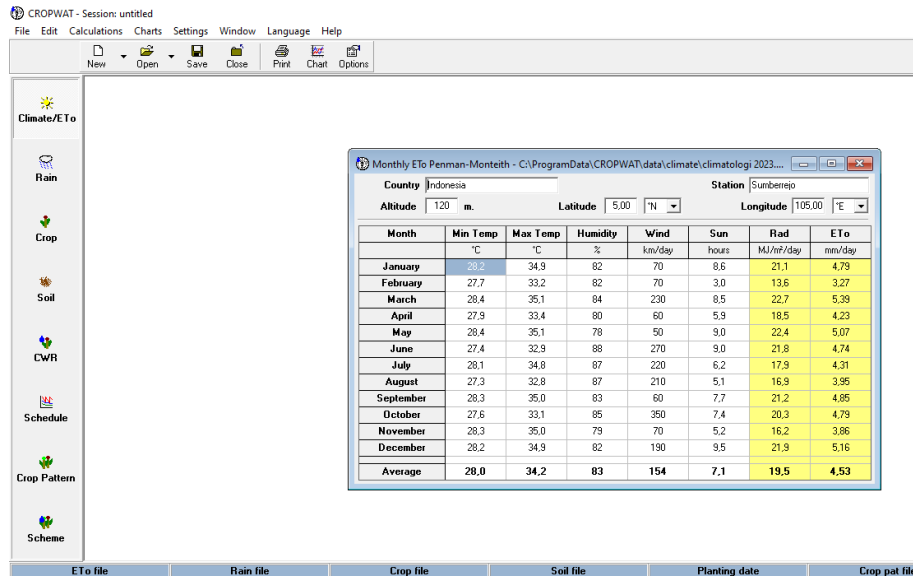 CROPWAT - Session: untitled
File Edit Calculations Charts Settings Window Language Help
New Open Save Close Print Chart Options
Climate/ETo
Rain
Crop
Soil
CWR
Schedule
Crop Pattern
Scheme
Monthly ETo Penman-Monteith - C:\ProgramData\CROPWAT\data\climate\climatologi 2023....
Country Indonesia Station Sumberrejo
Altitude 120 m. Latitude 5,00 °N Longitude 105,00 °E
Month Min Temp Max Temp Humidity Wind Sun Rad ETo
°C °C % km/day hours MJ/m²/day mm/day
January 28,2 34,9 82 70 8,6 21,1 4,79
February 27,7 33,2 82 70 3,0 13,6 3,27
March 28,4 35,1 84 230 8,5 22,7 5,39
April 27,9 33,4 80 60 5,9 18,5 4,23
May 28,4 35,1 78 50 9,0 22,4 5,07
June 27,4 32,9 88 270 9,0 21,8 4,74
July 28,1 34,8 87 220 6,2 17,9 4,31
August 27,3 32,8 87 210 5,1 16,9 3,95
September 28,3 35,0 83 60 7,7 21,2 4,85
October 27,6 33,1 85 350 7,4 20,3 4,79
November 28,3 35,0 79 70 5,2 16,2 3,86
December 28,2 34,9 82 190 9,5 21,9 5,16
Average 28,0 34,2 83 154 7,1 19,5 4,53
ETo file Rain file Crop file Soil file Planting date Crop pat file